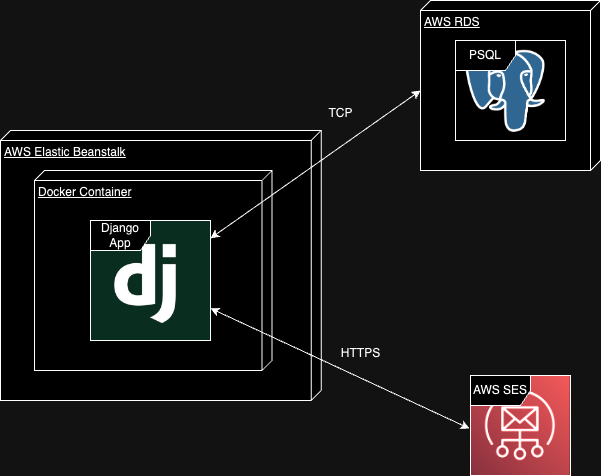 AWS RDS
PSQL
TCP
AWS Elastic Beanstalk
Docker Container
Django
App
dj
HTTPS
AWS SES